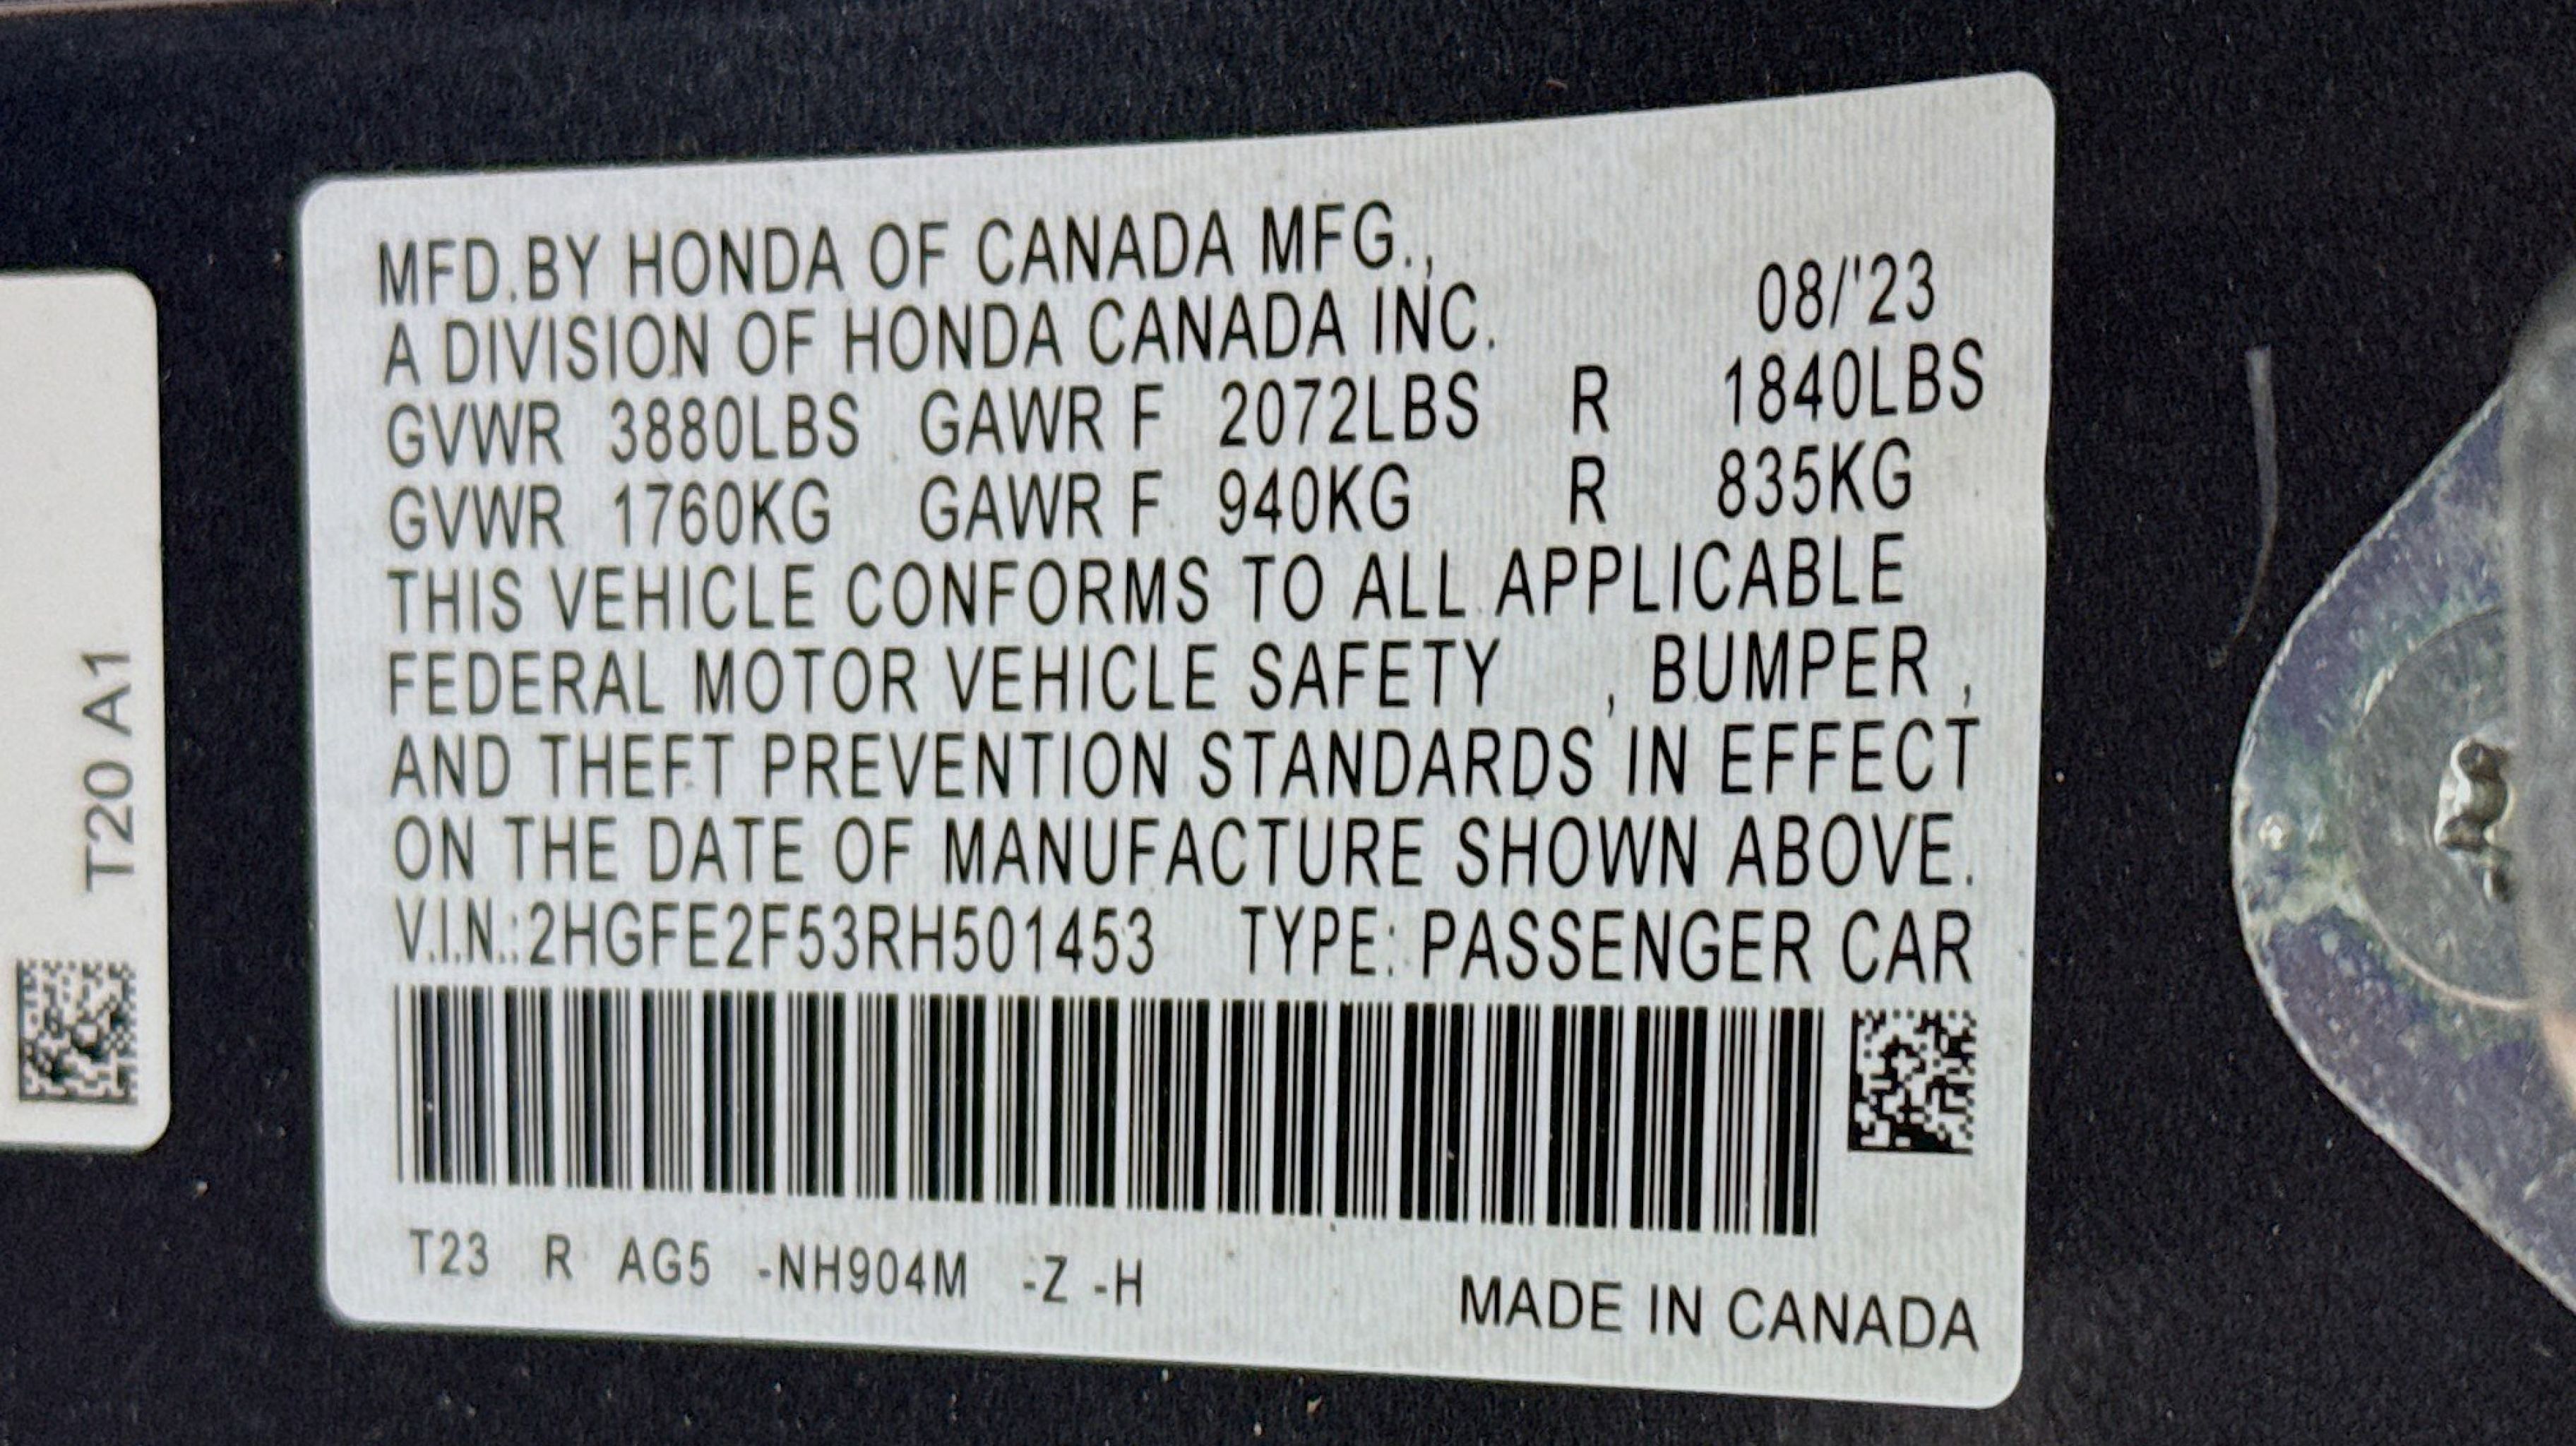 MFD.BY HONDA OF CANADA MFG.,
A DIVISION OF HONDA CANADA INC. 08/'23
GVWR 3880LBS GAWR F 2072LBS R 1840LBS
GVWR 1760KG GAWR F 940KG R 835KG
THIS VEHICLE CONFORMS TO ALL APPLICABLE
FEDERAL MOTOR VEHICLE SAFETY , BUMPER ,
AND THEFT PREVENTION STANDARDS IN EFFECT
ON THE DATE OF MANUFACTURE SHOWN ABOVE.
V.I.N.:2HGFE2F53RH501453 TYPE: PASSENGER CAR
T23 R AG5 -NH904M -Z -H
MADE IN CANADA
T20 A1